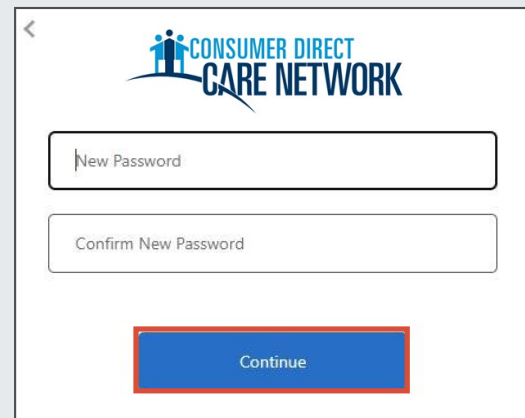 CONSUMER DIRECT
CARE NETWORK
New Password
Confirm New Password
Continue